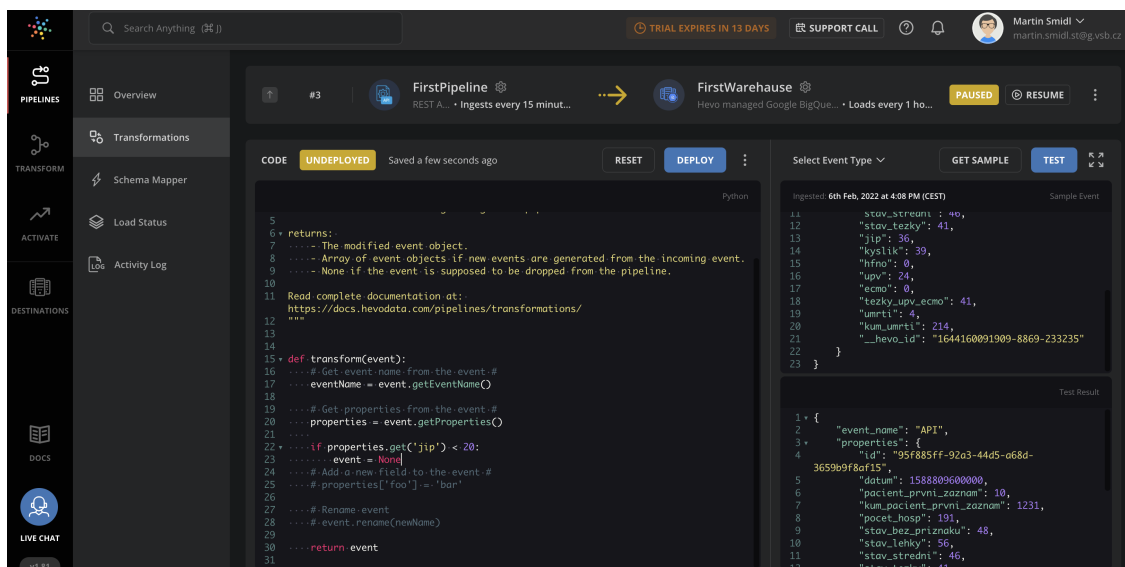 Search Anything (⌘ J)
TRIAL EXPIRES IN 13 DAYS
SUPPORT CALL
Martin Smidl
martin.smidl.st@g.vsb.cz
PIPELINES
TRANSFORM
ACTIVATE
DESTINATIONS
DOCS
LIVE CHAT
v1.81
Overview
Transformations
Schema Mapper
Load Status
Activity Log
#3
FirstPipeline
REST A... • Ingests every 15 minut...
FirstWarehause
Hevo managed Google BigQue... • Loads every 1 ho...
PAUSED
RESUME
CODE UNDEPLOYED Saved a few seconds ago RESET DEPLOY
Python
5
6 returns:
7 - The modified event object.
8 - Array of event objects if new events are generated from the incoming event.
9 - None if the event is supposed to be dropped from the pipeline.
10
11 Read complete documentation at:
https://docs.hevodata.com/pipelines/transformations/
12 """
13
14
15 def transform(event):
16 # Get event name from the event #
17 eventName = event.getEventName()
18
19 # Get properties from the event #
20 properties = event.getProperties()
21
22 if properties.get('jip') < 20:
23 event = None
24 # Add a new field to the event #
25 # properties['foo'] = 'bar'
26
27 # Rename event
28 # event.rename(newName)
29
30 return event
31
Select Event Type GET SAMPLE TEST
Ingested: 6th Feb, 2022 at 4:08 PM (CEST) Sample Event
11 "stav_stredni": 46,
12 "stav_tezky": 41,
13 "jip": 36,
14 "kyslik": 39,
15 "hfno": 0,
16 "upv": 24,
17 "ecmo": 0,
18 "tezky_upv_ecmo": 41,
19 "umrti": 4,
20 "kum_umrti": 214,
21 "__hevo_id": "1644160091909-8869-233235"
22 }
23 }
Test Result
1 {
2 "event_name": "API",
3 "properties": {
4 "id": "95f885ff-92a3-44d5-a68d-
3659b9f8af15",
5 "datum": 1588809600000,
6 "pacient_prvni_zaznam": 10,
7 "kum_pacient_prvni_zaznam": 1231,
8 "pocet_hosp": 191,
9 "stav_bez_priznaku": 48,
10 "stav_lehky": 56,
11 "stav_stredni": 46,